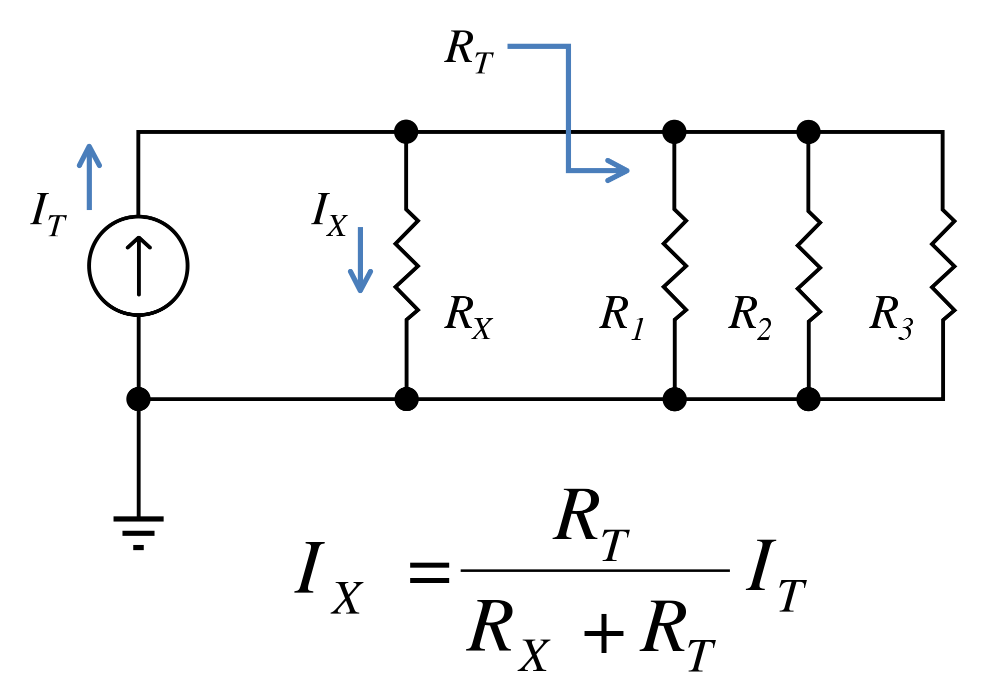 R_T
I_T
I_X
R_X
R_1
R_2
R_3
I_X = R_T / (R_X + R_T) I_T